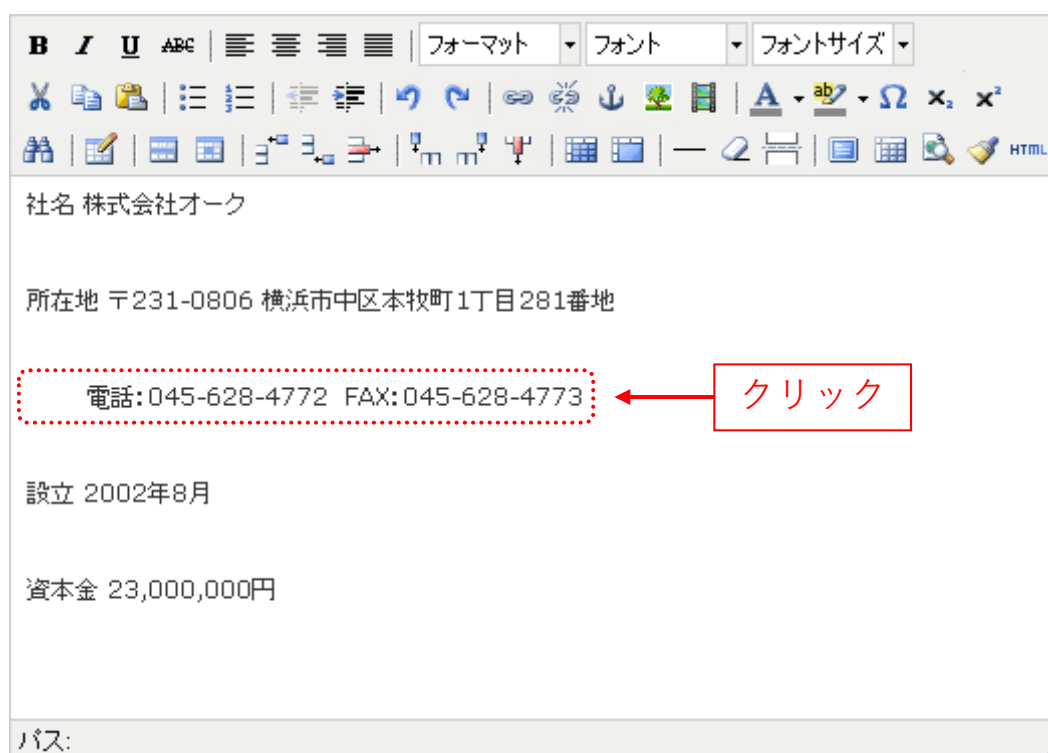 B I U ABC フォーマット フォント フォントサイズ
A ab Ω x₂ x²
HTML
社名 株式会社オーク
所在地 〒231-0806 横浜市中区本牧町1丁目281番地
電話:045-628-4772 FAX:045-628-4773 クリック
設立 2002年8月
資本金 23,000,000円
パス: